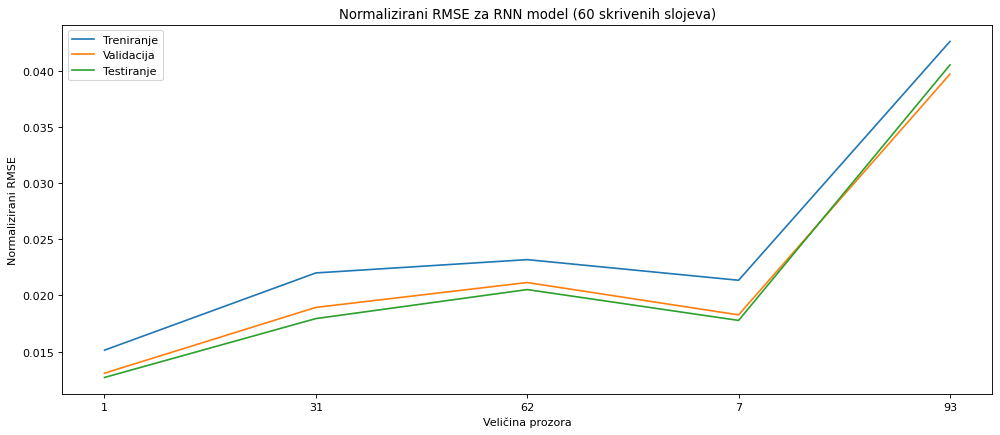 Normalizirani RMSE za RNN model (60 skrivenih slojeva)
Treniranje
Validacija
Testiranje
0.040
0.035
0.030
0.025
0.020
0.015
Normalizirani RMSE
1 31 62 7 93
Veličina prozora